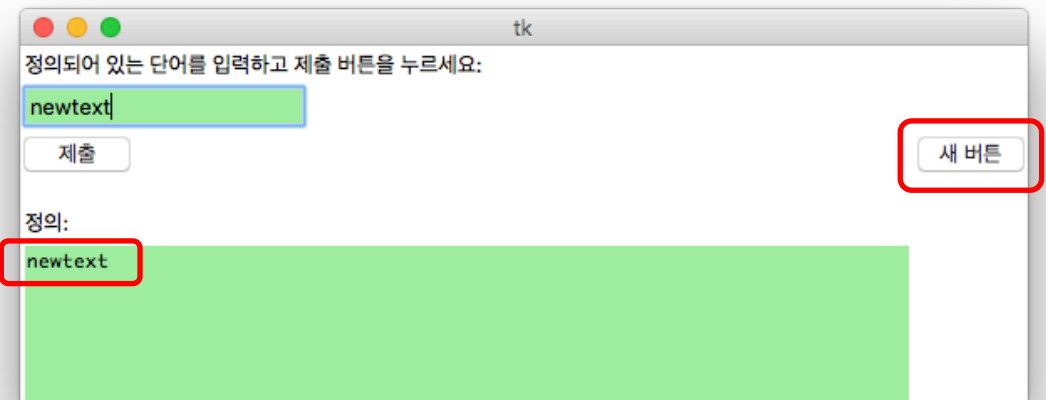 tk
정의되어 있는 단어를 입력하고 제출 버튼을 누르세요:
newtext
제출 새 버튼
정의:
newtext